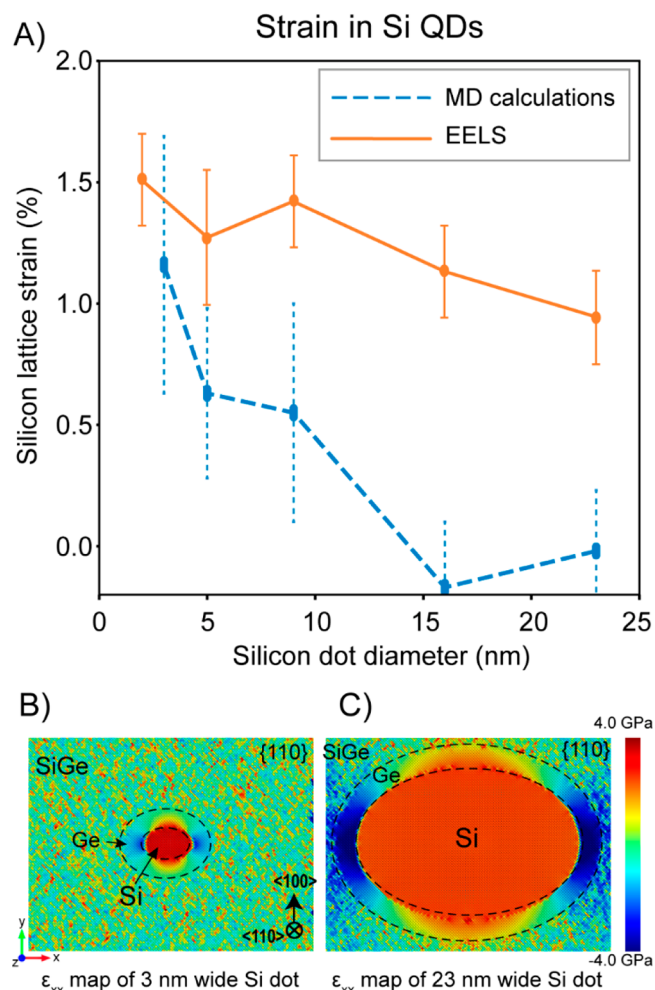 A)
Strain in Si QDs
MD calculations
EELS
Silicon lattice strain (%)
2.0
1.5
1.0
0.5
0.0
0 5 10 15 20 25
Silicon dot diameter (nm)
B)
SiGe
{110}
Ge
Si
<100>
<110>
y
z
x
εxx map of 3 nm wide Si dot
C)
4.0 GPa
SiGe
{110}
Ge
Si
-4.0 GPa
εxx map of 23 nm wide Si dot